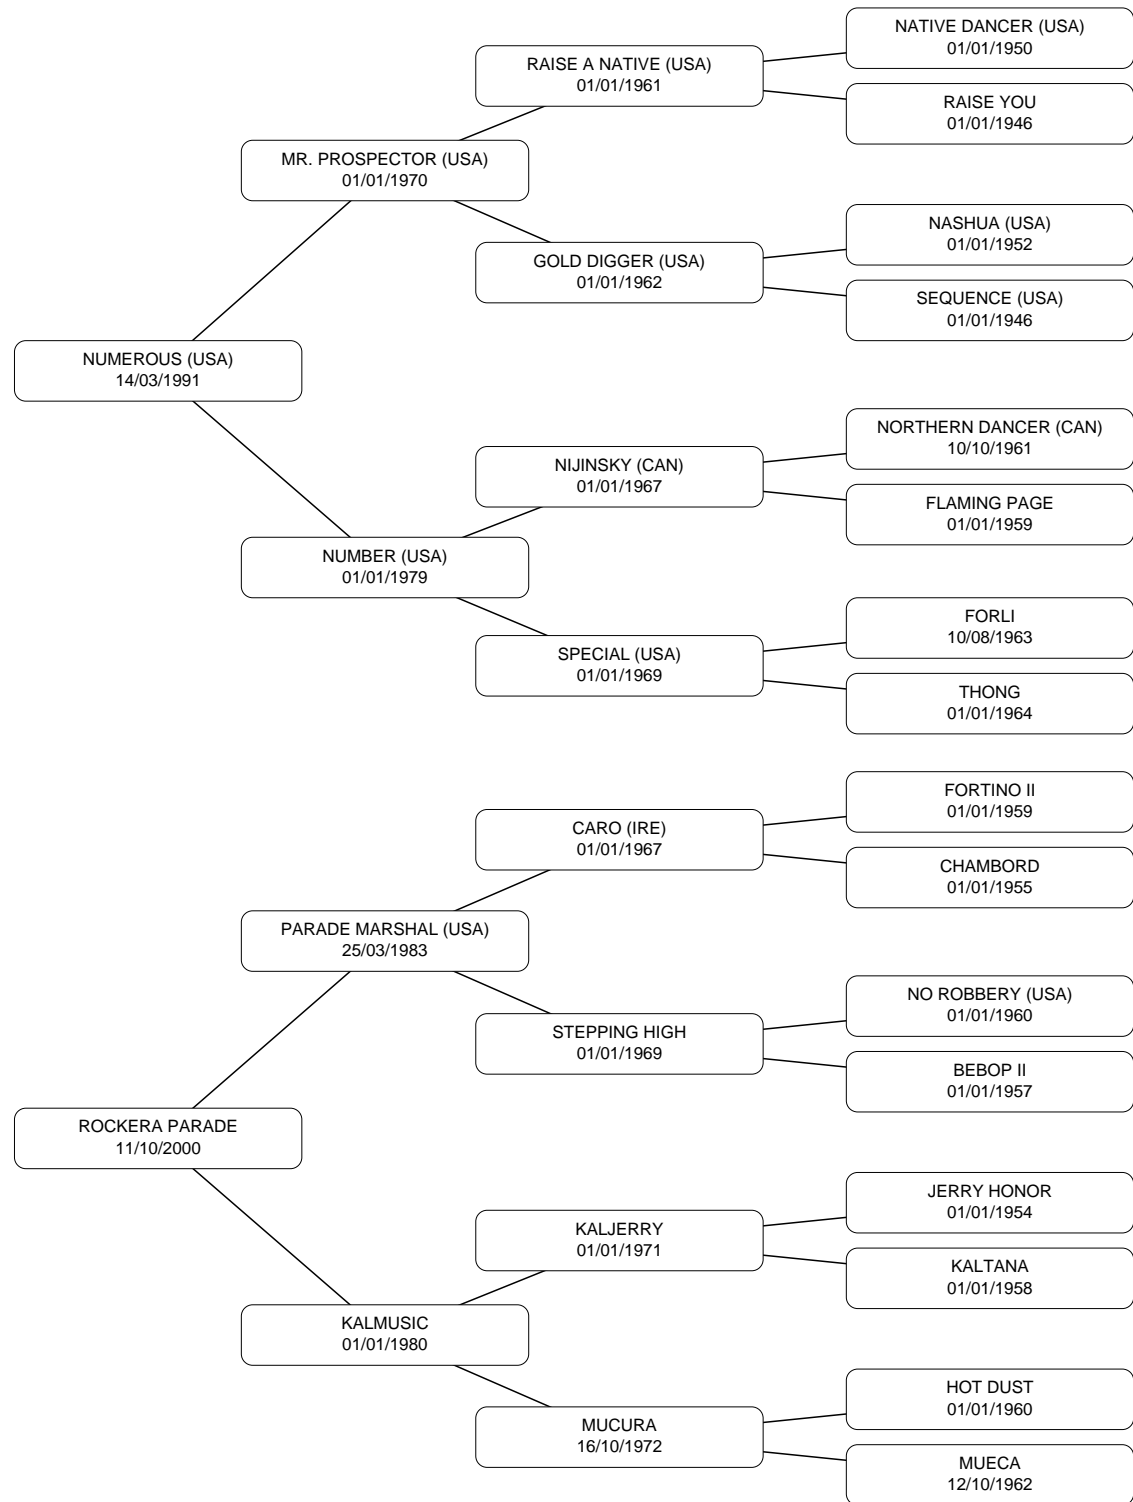 NATIVE DANCER (USA)
01/01/1950
RAISE A NATIVE (USA)
01/01/1961
RAISE YOU
01/01/1946
MR. PROSPECTOR (USA)
01/01/1970
NASHUA (USA)
01/01/1952
GOLD DIGGER (USA)
01/01/1962
SEQUENCE (USA)
01/01/1946
NUMEROUS (USA)
14/03/1991
NORTHERN DANCER (CAN)
10/10/1961
NIJINSKY (CAN)
01/01/1967
FLAMING PAGE
01/01/1959
NUMBER (USA)
01/01/1979
FORLI
10/08/1963
SPECIAL (USA)
01/01/1969
THONG
01/01/1964
FORTINO II
01/01/1959
CARO (IRE)
01/01/1967
CHAMBORD
01/01/1955
PARADE MARSHAL (USA)
25/03/1983
NO ROBBERY (USA)
01/01/1960
STEPPING HIGH
01/01/1969
BEBOP II
01/01/1957
ROCKERA PARADE
11/10/2000
JERRY HONOR
01/01/1954
KALJERRY
01/01/1971
KALTANA
01/01/1958
KALMUSIC
01/01/1980
HOT DUST
01/01/1960
MUCURA
16/10/1972
MUECA
12/10/1962